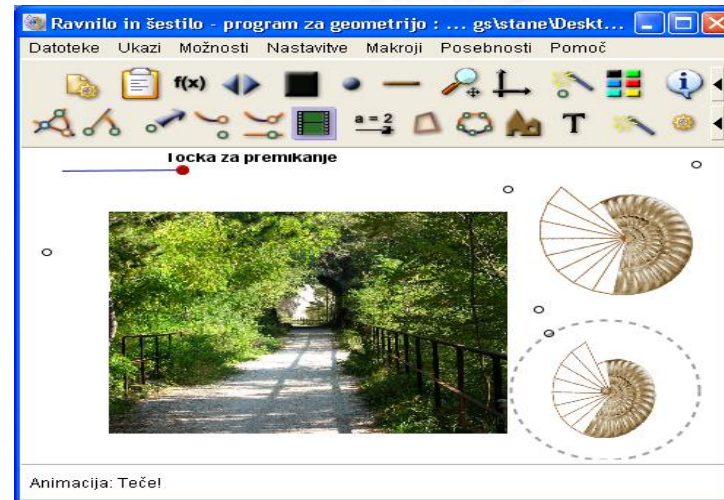 Ravnilo in šestilo - program za geometrijo : ... gs\stane\Deskt...
Datoteke Ukazi Možnosti Nastavitve Makroji Posebnosti Pomoč
f(x)
a = 2
T
Točka za premikanje
Animacija: Teče!